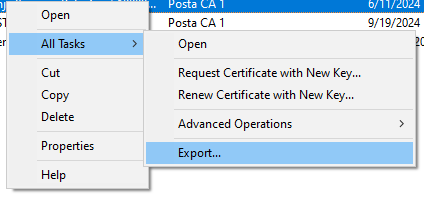 Posta CA 1 6/11/2024
Open
Posta CA 1 9/19/2024
All Tasks
Open
Cut
Request Certificate with New Key...
Copy
Renew Certificate with New Key...
Delete
Advanced Operations
Properties
Export...
Help